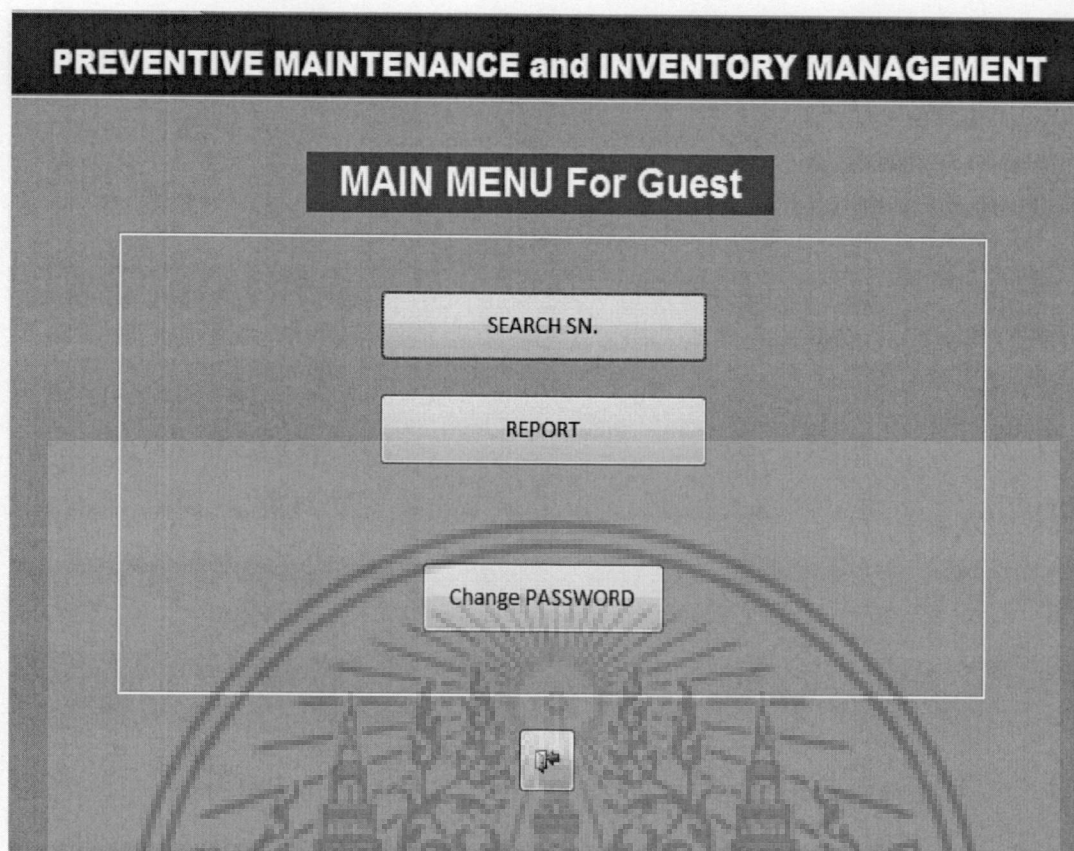 PREVENTIVE MAINTENANCE and INVENTORY MANAGEMENT
MAIN MENU For Guest
SEARCH SN.
REPORT
Change PASSWORD